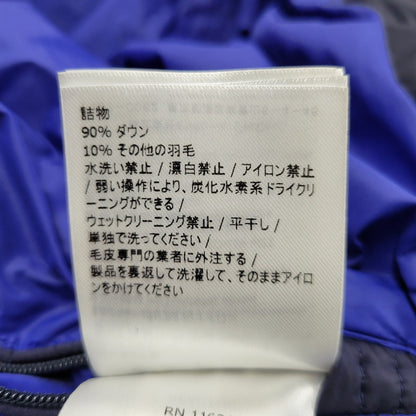 詰物
90% ダウン
10% その他の羽毛
水洗い禁止 / 漂白禁止 / アイロン禁止
/ 弱い操作により、炭化水素系ドライクリ
ーニングができる /
ウェットクリーニング禁止 / 平干し /
単独で洗ってください /
毛皮専門の業者に外注する /
製品を裏返して洗濯して、そのままアイロ
ンをかけてください
RN 116